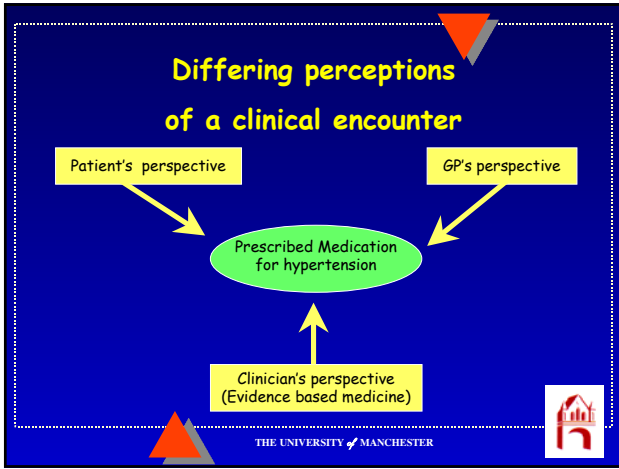 Differing perceptions
of a clinical encounter
Patient's perspective
GP's perspective
Prescribed Medication
for hypertension
Clinician's perspective
(Evidence based medicine)
THE UNIVERSITY of MANCHESTER